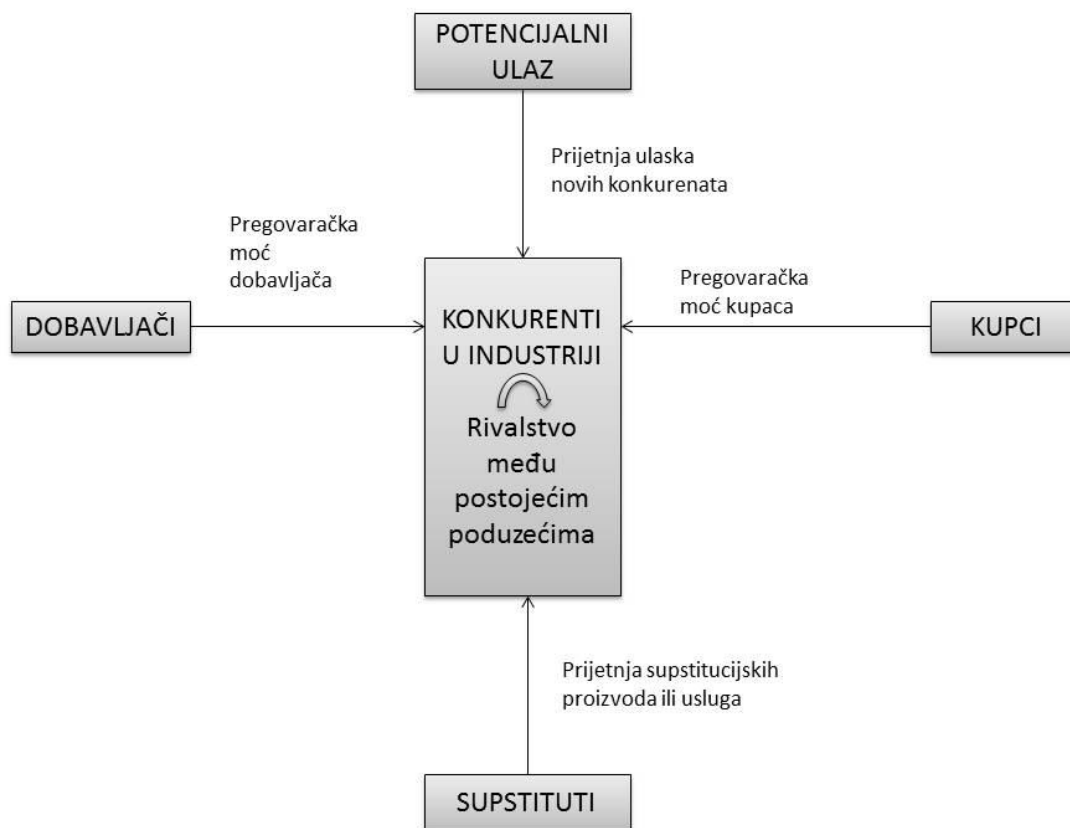 POTENCIJALNI
ULAZ
Prijetnja ulaska
novih konkurenata
Pregovaračka
moć
dobavljača
Pregovaračka
moć kupaca
DOBAVLJAČI
KONKURENTI
U INDUSTRIJI
Rivalstvo
među
postojećim
poduzećima
KUPCI
Prijetnja supstitucijskih
proizvoda ili usluga
SUPSTITUTI